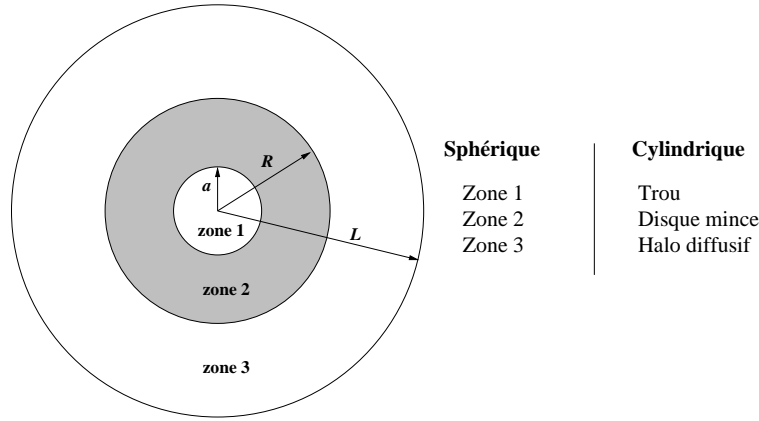 R
a
zone 1
L
zone 2
zone 3
Sphérique Cylindrique
Zone 1 Trou
Zone 2 Disque mince
Zone 3 Halo diffusif